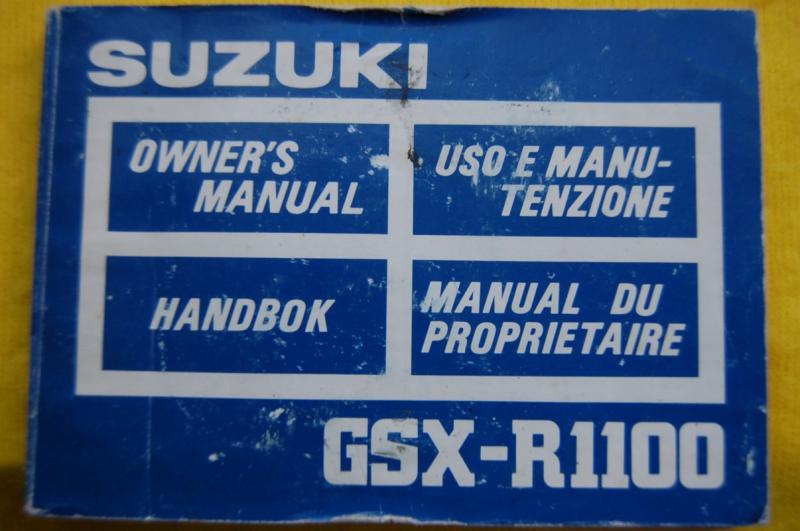 SUZUKI
OWNER'S
MANUAL
USO E MANU-
TENZIONE
HANDBOK
MANUAL DU
PROPRIETAIRE
GSX-R1100